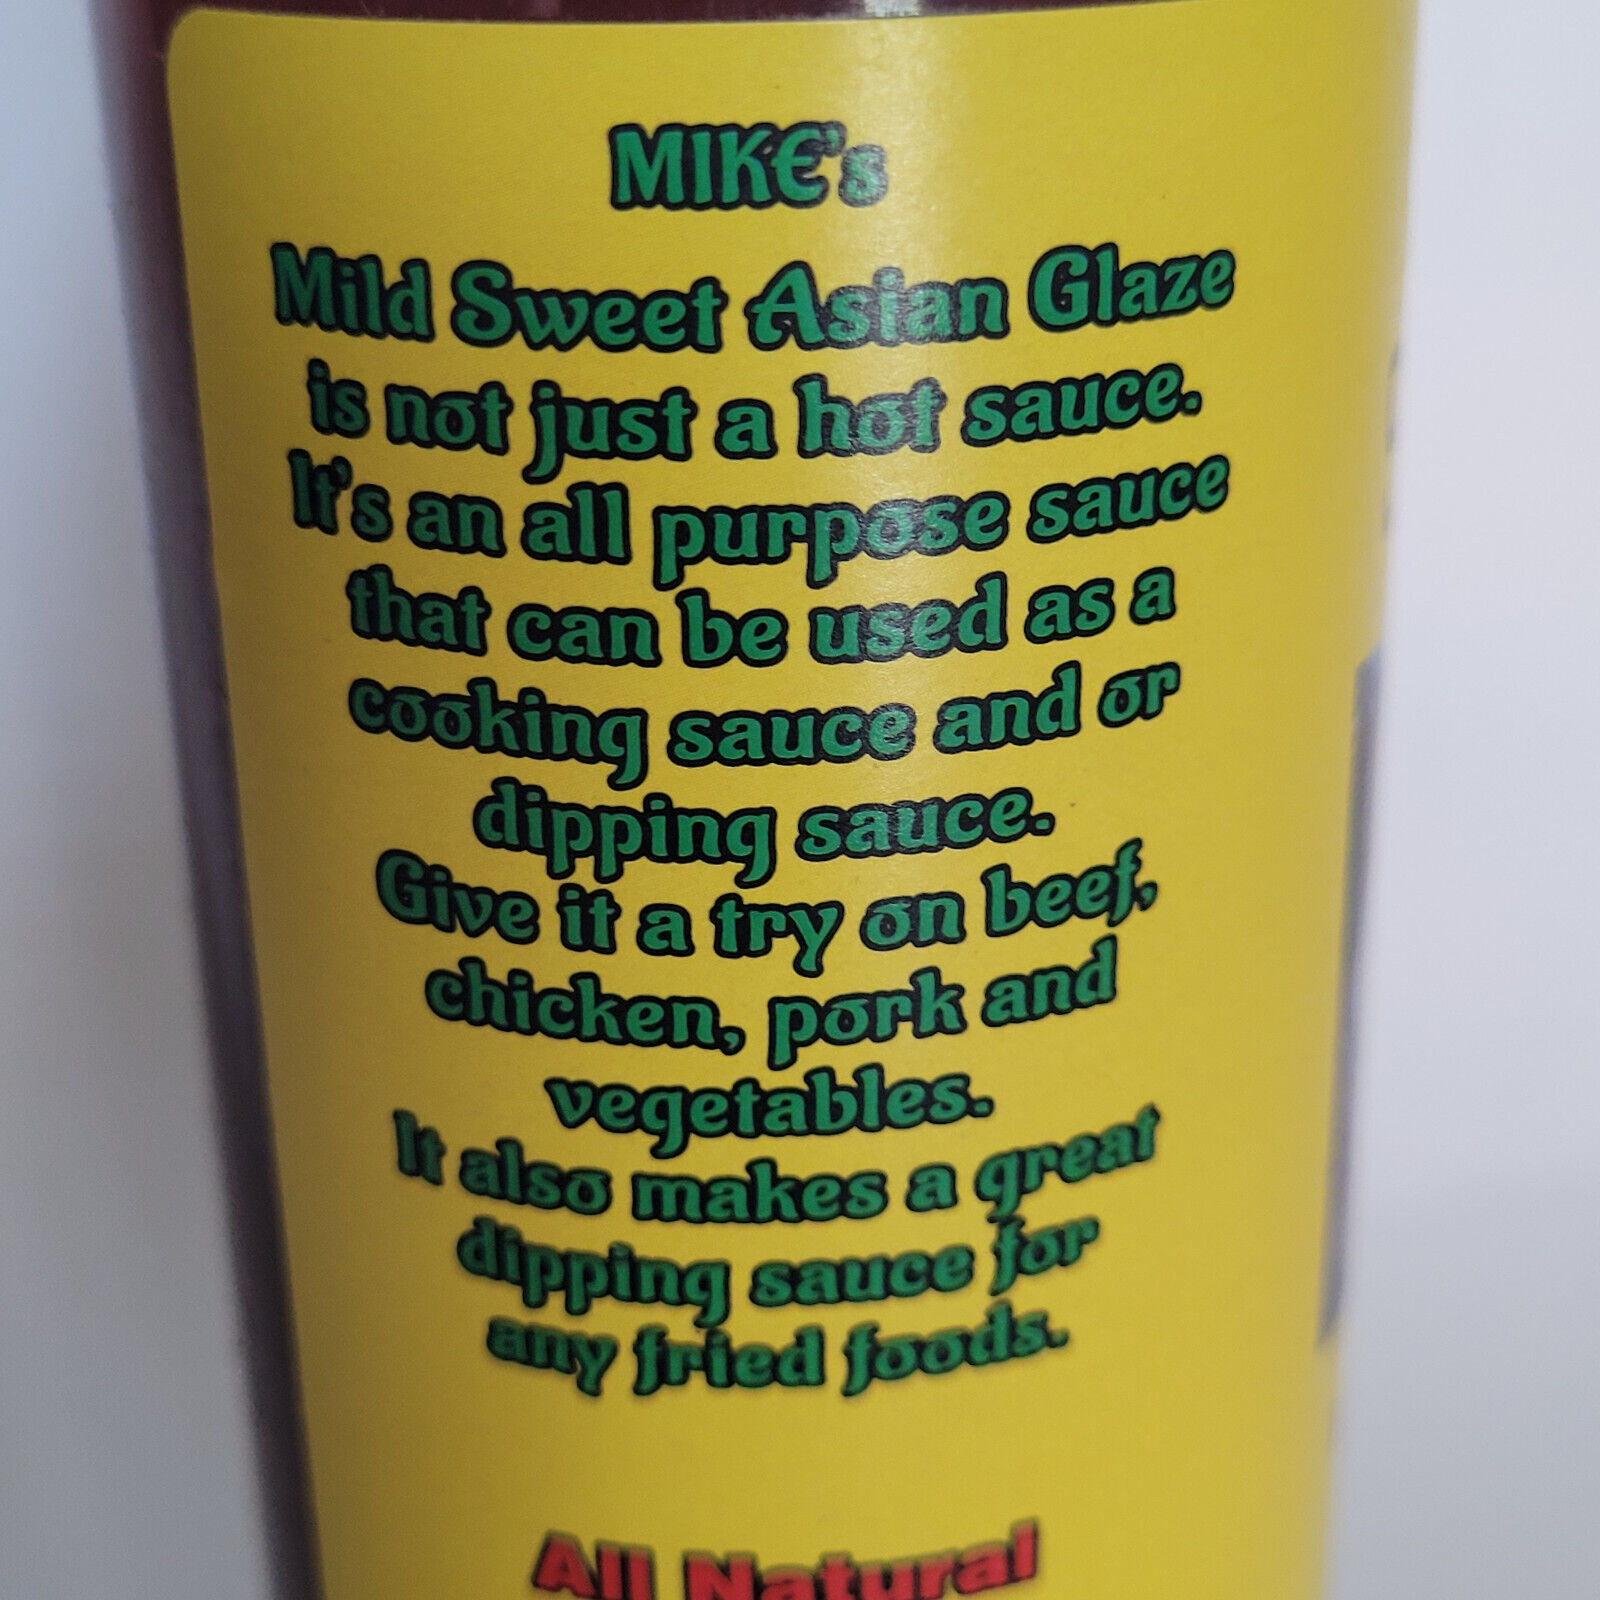 MIKE's
Mild Sweet Asian Glaze
is not just a hot sauce.
It's an all purpose sauce
that can be used as a
cooking sauce and or
dipping sauce.
Give it a try on beef,
chicken, pork and
vegetables.
It also makes a great
dipping sauce for
any fried foods.
All Natural